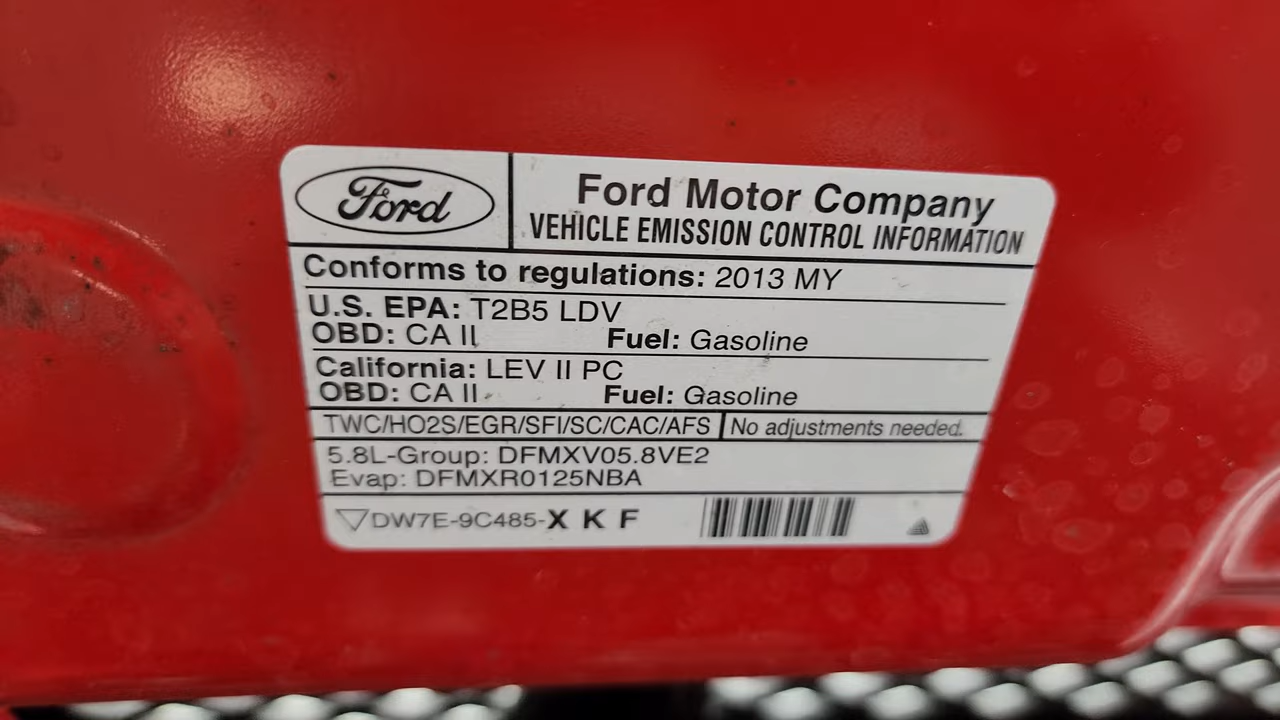 Ford
Ford Motor Company
VEHICLE EMISSION CONTROL INFORMATION
Conforms to regulations: 2013 MY
U.S. EPA: T2B5 LDV
OBD: CA II Fuel: Gasoline
California: LEV II PC
OBD: CA II Fuel: Gasoline
TWC/HO2S/EGR/SFI/SC/CAC/AFS No adjustments needed.
5.8L-Group: DFMXV05.8VE2
Evap: DFMXR0125NBA
DW7E-9C485-X K F